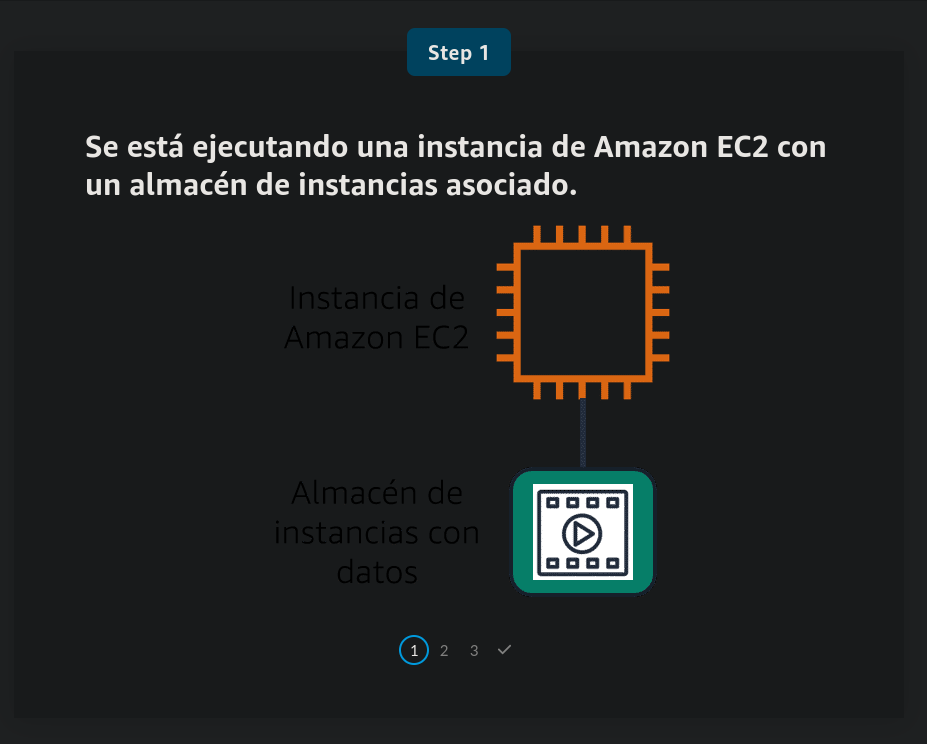 Step 1
Se está ejecutando una instancia de Amazon EC2 con
un almacén de instancias asociado.
Instancia de
Amazon EC2
Almacén de
instancias con
datos
1 2 3